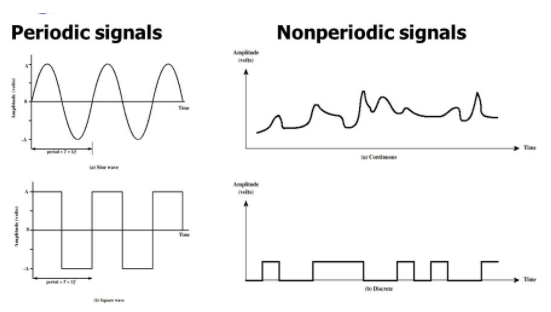 Periodic signals
Amplitude (volts)
A
0
–A
Time
period = T = 1/f
(a) Sine wave
Amplitude (volts)
A
0
–A
Time
period = T = 1/f
(b) Square wave
Nonperiodic signals
Amplitude
(volts)
Time
(a) Continuous
Amplitude
(volts)
Time
(b) Discrete